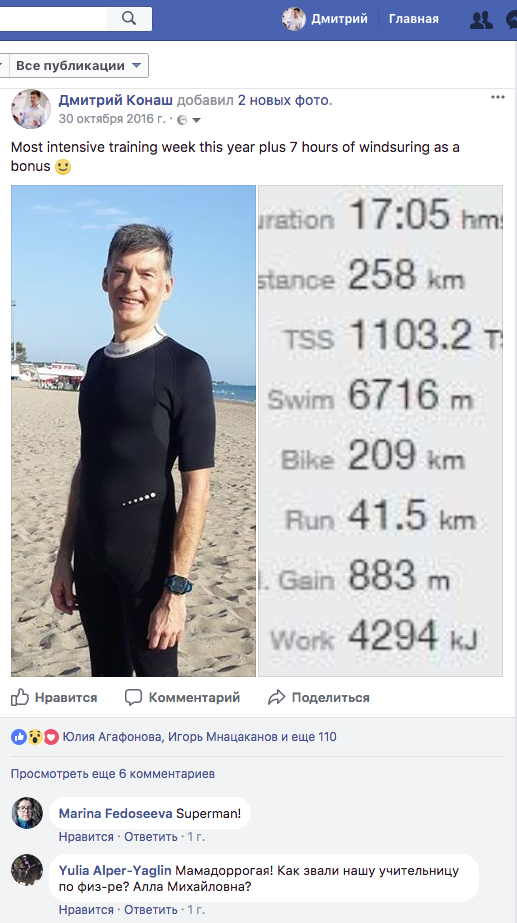 Дмитрий
Главная
Все публикации
Дмитрий Конаш добавил 2 новых фото.
30 октября 2016 г. ·
Most intensive training week this year plus 7 hours of windsuring as a
bonus
uration 17:05 hms
stance 258 km
TSS 1103.2 T
Swim 6716 m
Bike 209 km
Run 41.5 km
l. Gain 883 m
Work 4294 kJ
Нравится Комментарий Поделиться
Юлия Агафонова, Игорь Мнацаканов и еще 110
Просмотреть еще 6 комментариев
Marina Fedoseeva Superman!
Нравится · Ответить · 1 г.
Yulia Alper-Yaglin Мамадоррогая! Как звали нашу учительницу
по физ-ре? Алла Михайловна?
Нравится · Ответить · 1 г.